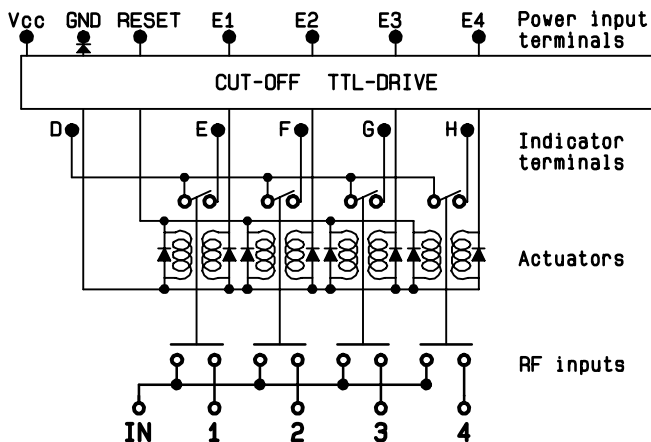 Vcc GND RESET E1 E2 E3 E4 Power input
terminals
CUT-OFF TTL-DRIVE
D E F G H Indicator
terminals
Actuators
RF inputs
IN 1 2 3 4